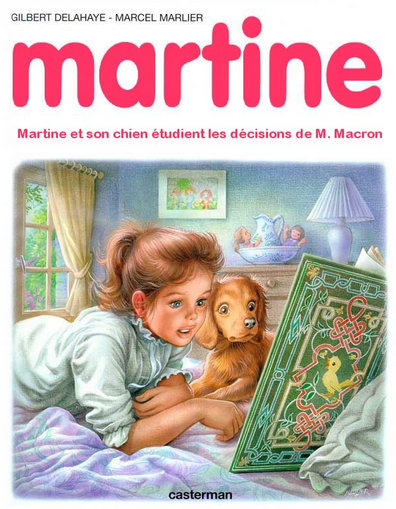 GILBERT DELAHAYE - MARCEL MARLIER
martine
Martine et son chien étudient les décisions de M. Macron
casterman